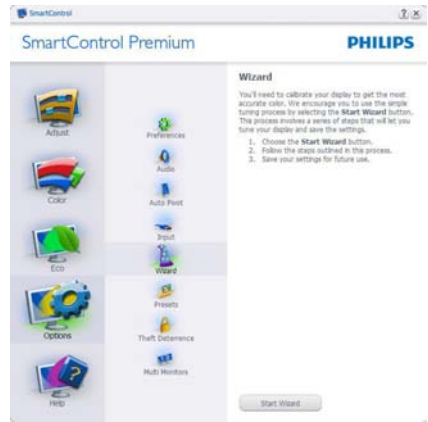 SmartControl
SmartControl Premium
PHILIPS
Adjust
Color
Eco
Options
Help
Preferences
Audio
Auto Pivot
Input
Wizard
Presets
Theft Deterrence
Multi Monitors
Wizard
You'll need to calibrate your display to get the most
accurate color. We encourage you to use the simple
tuning process by selecting the Start Wizard button.
This process involves a series of steps that will let you
tune your display and save the settings.
1. Choose the Start Wizard button.
2. Follow the steps outlined in this process.
3. Save your settings for future use.
Start Wizard